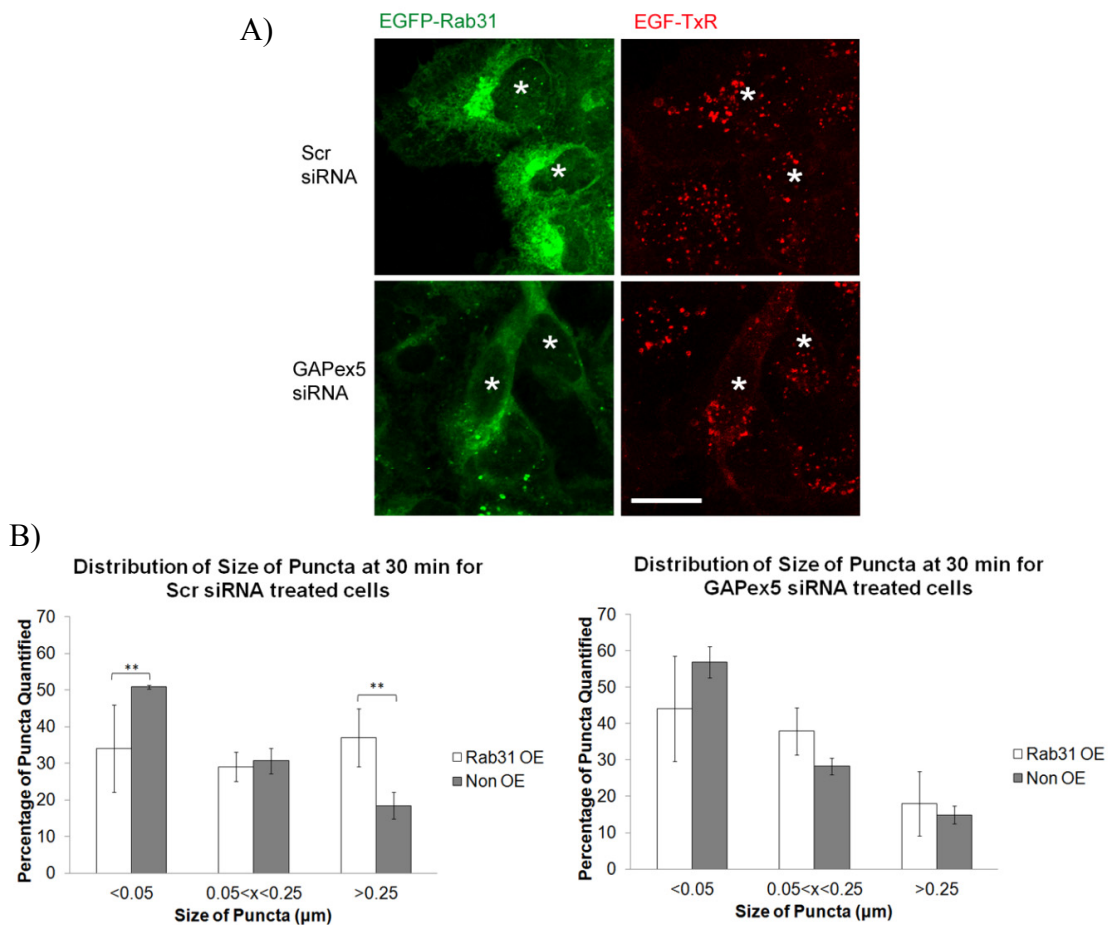 A)
EGFP-Rab31
EGF-TxR
Scr
siRNA
*
*
*
*
GAPex5
siRNA
*
*
*
*
B)
Distribution of Size of Puncta at 30 min for
Scr siRNA treated cells
Percentage of Puncta Quantified
70
60
50
40
30
20
10
0
**
**
Rab31 OE
Non OE
<0.05
0.05<x<0.25
>0.25
Size of Puncta (µm)
Distribution of Size of Puncta at 30 min for
GAPex5 siRNA treated cells
Percentage of Puncta Quantified
70
60
50
40
30
20
10
0
Rab31 OE
Non OE
<0.05
0.05<x<0.25
>0.25
Size of Puncta (µm)